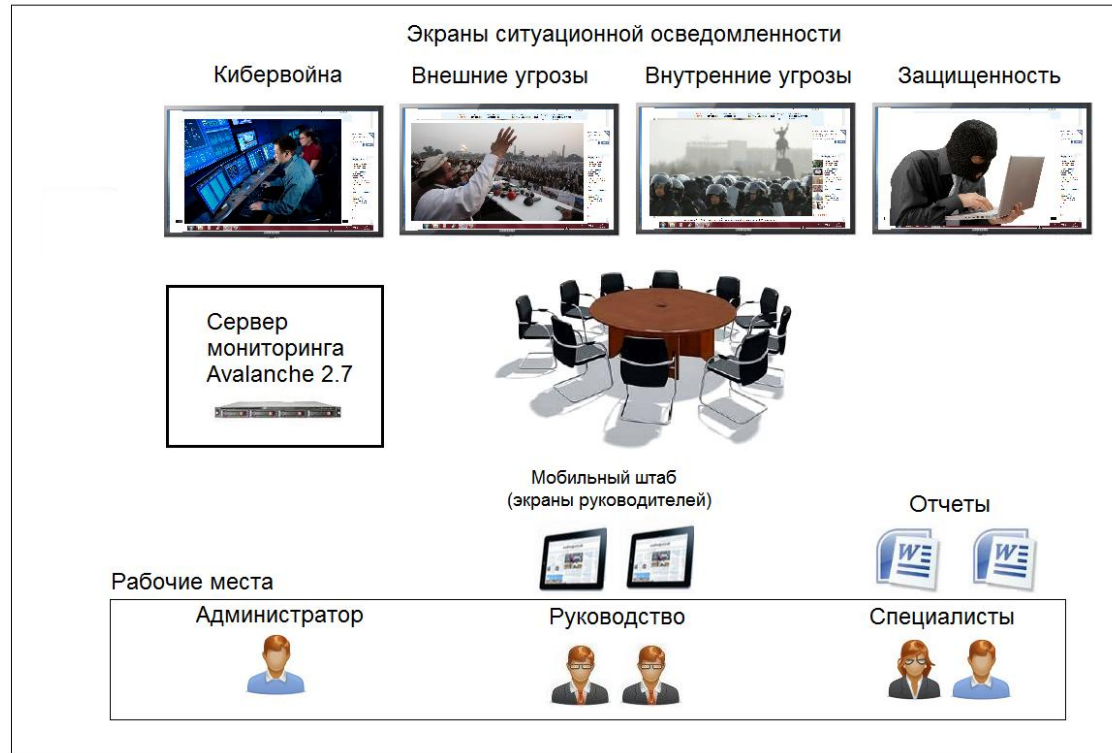 Экраны ситуационной осведомленности
Кибервойна
Внешние угрозы
Внутренние угрозы
Защищенность
Сервер
мониторинга
Avalanche 2.7
Мобильный штаб
(экраны руководителей)
Отчеты
Рабочие места
Администратор
Руководство
Специалисты